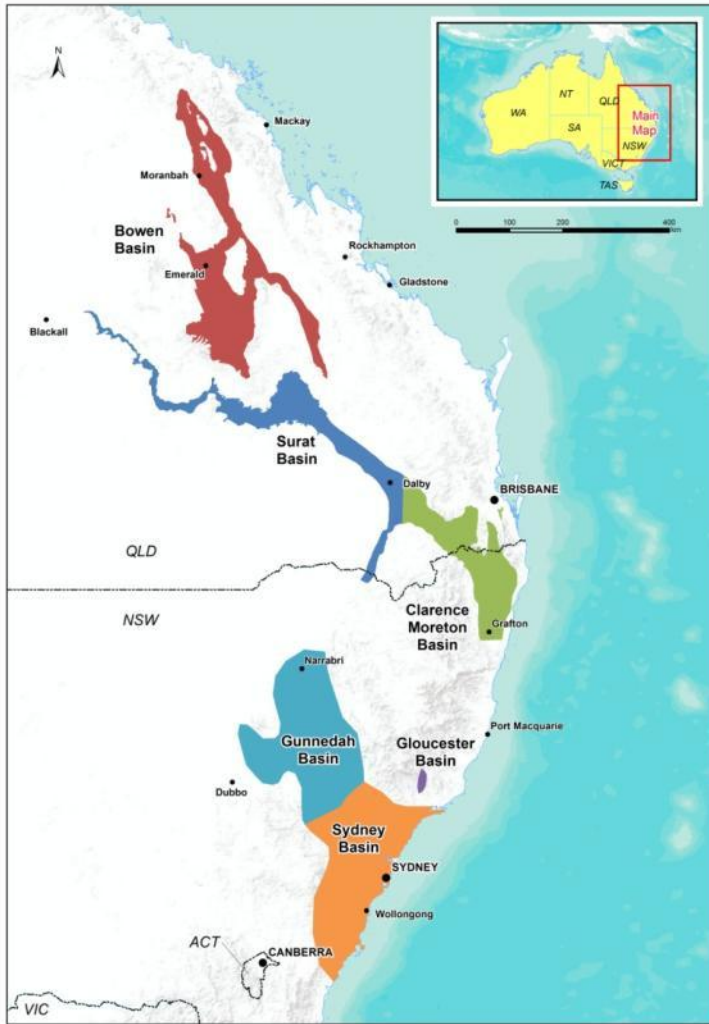 N
Mackay
Moranbah
Bowen
Basin
Rockhampton
Emerald
Gladstone
Blackall
Surat
Basin
Dalby
BRISBANE
QLD
NSW
Clarence
Moreton
Basin
Grafton
Narrabri
Port Macquarie
Gunnedah
Basin
Gloucester
Basin
Dubbo
Sydney
Basin
SYDNEY
Wollongong
ACT
CANBERRA
VIC
NT
QLD
WA
Main
Map
SA
NSW
VICT
TAS
0 100 200 400
km